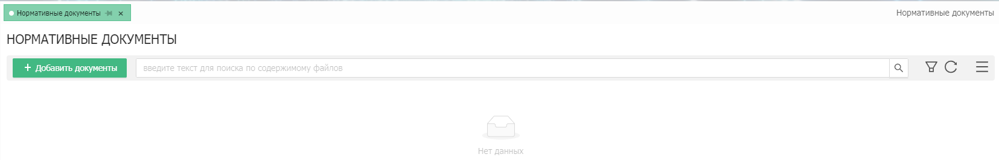 Нормативные документы
Нормативные документы
НОРМАТИВНЫЕ ДОКУМЕНТЫ
+ Добавить документы
введите текст для поиска по содержимому файлов
Нет данных